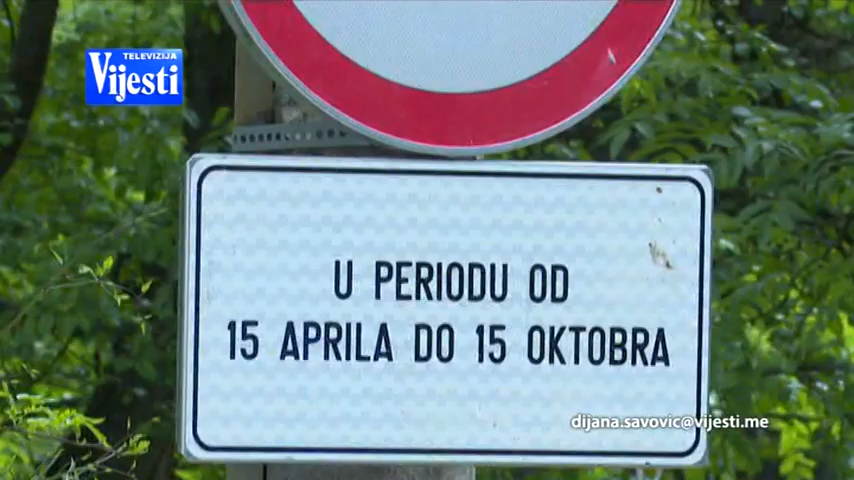 TELEVIZIJA
Vijesti
U PERIODU OD
15 APRILA DO 15 OKTOBRA
dijana.savovic@vijesti.me